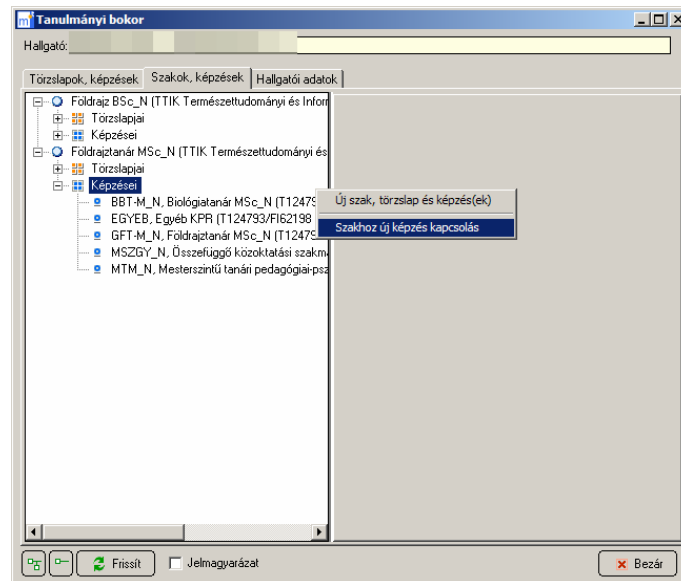 Tanulmányi bokor
Hallgató:
Törzslapok, képzések Szakok, képzések Hallgatói adatok
Földrajz BSc_N (TTIK Természettudományi és Inform
Törzslapjai
Képzései
Földrajztanár MSc_N (TTIK Természettudományi és
Törzslapjai
Képzései
BBT-M_N, Biológiatanár MSc_N (T12479
EGYEB, Egyéb KPR (T124793/FI62198
GFT-M_N, Földrajztanár MSc_N (T12479
MSZGY_N, Összefüggő közoktatási szakma
MTM_N, Mesterszintű tanári pedagógiai-psz
Új szak, törzslap és képzés(ek)
Szakhoz új képzés kapcsolás
Frissít Jelmagyarázat Bezár